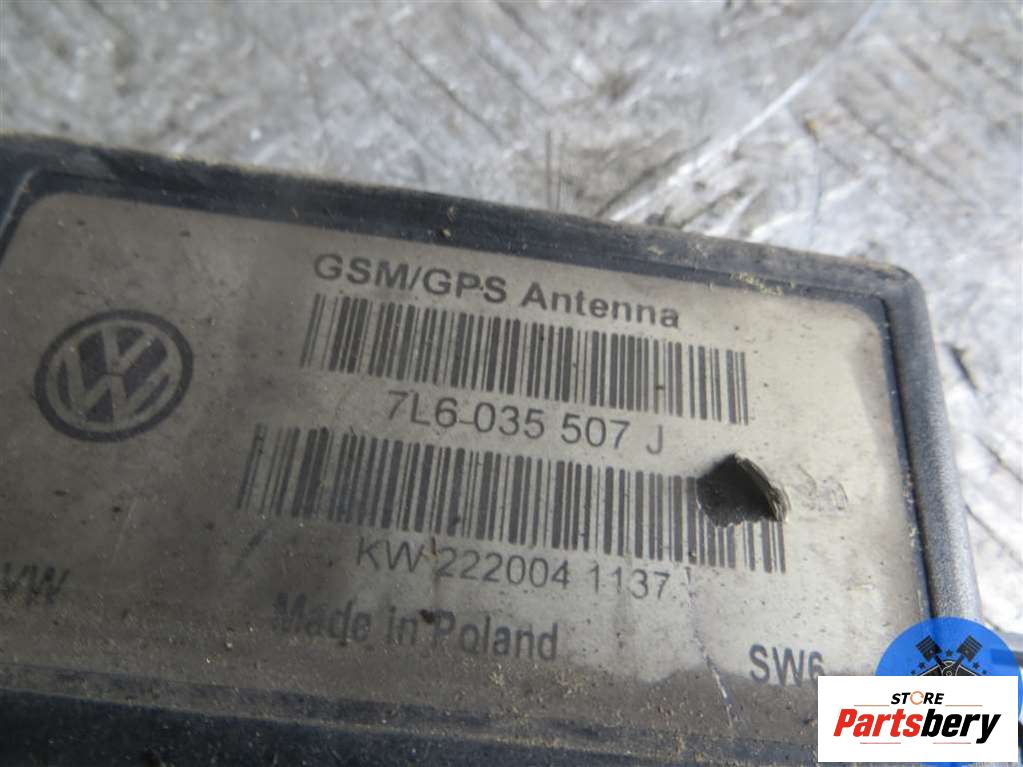 GSM/GPS Antenna
7L6-035 507 J
KW 222004 1137
VW
Made in Poland
SW6
STORE
Partsbery